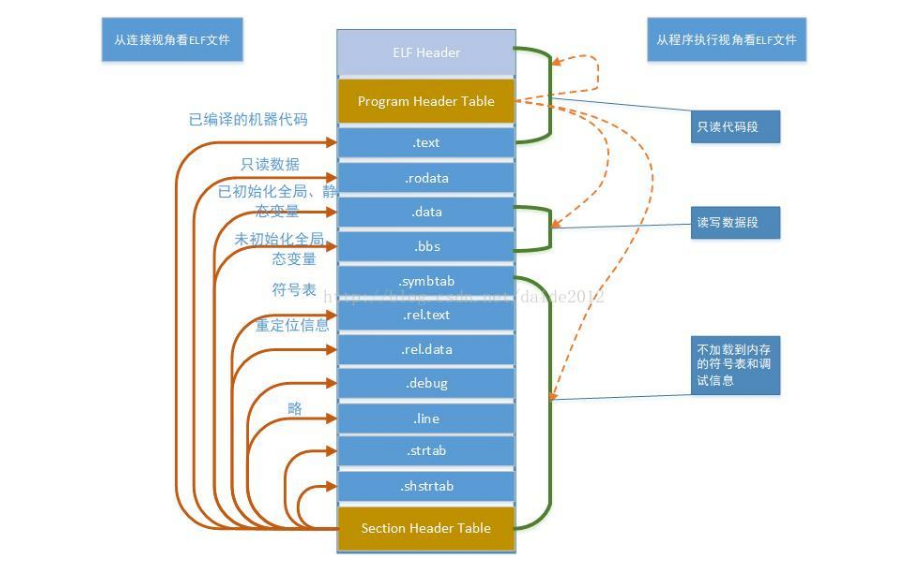 从连接视角看ELF文件
从程序执行视角看ELF文件
ELF Header
Program Header Table
已编译的机器代码
只读代码段
.text
只读数据
.rodata
已初始化全局、静
态变量
.data
读写数据段
未初始化全局
态变量
.bbs
.symbtab
符号表
http://blog.csdn.net/daide2012
.rel.text
重定位信息
.rel.data
不加载到内存
的符号表和调
试信息
.debug
略
.line
.strtab
.shstrtab
Section Header Table